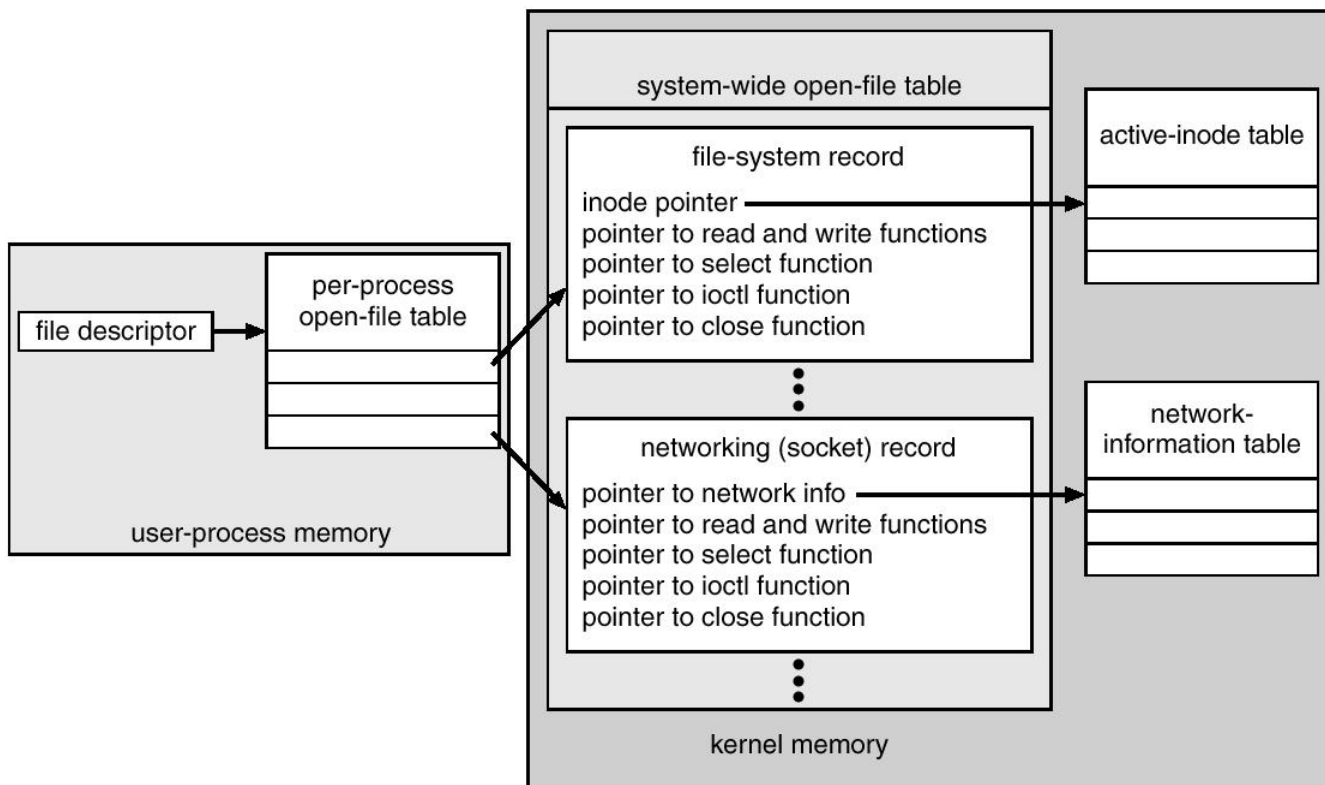 system-wide open-file table
file-system record
inode pointer
pointer to read and write functions
pointer to select function
pointer to ioctl function
pointer to close function
active-inode table
per-process
open-file table
file descriptor
user-process memory
networking (socket) record
pointer to network info
pointer to read and write functions
pointer to select function
pointer to ioctl function
pointer to close function
network-
information table
kernel memory